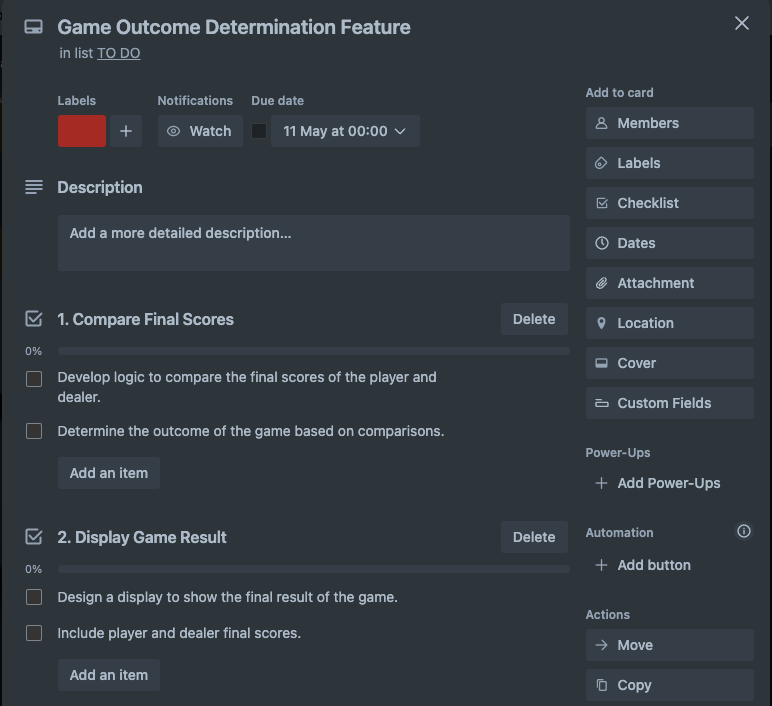 Game Outcome Determination Feature
in list TO DO
Labels
Notifications
Due date
Watch
11 May at 00:00
Description
Add a more detailed description...
1. Compare Final Scores
Delete
0%
Develop logic to compare the final scores of the player and
dealer.
Determine the outcome of the game based on comparisons.
Add an item
2. Display Game Result
Delete
0%
Design a display to show the final result of the game.
Include player and dealer final scores.
Add an item
Add to card
Members
Labels
Checklist
Dates
Attachment
Location
Cover
Custom Fields
Power-Ups
Add Power-Ups
Automation
Add button
Actions
Move
Copy